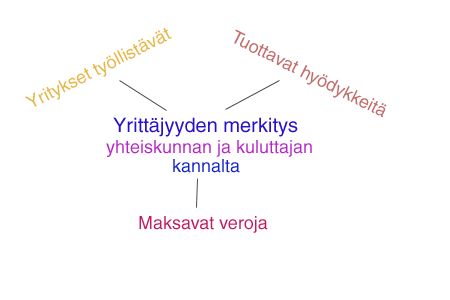 Yritykset työllistävät
Tuottavat hyödykkeitä
Yrittäjyyden merkitys
yhteiskunnan ja kuluttajan
kannalta
Maksavat veroja